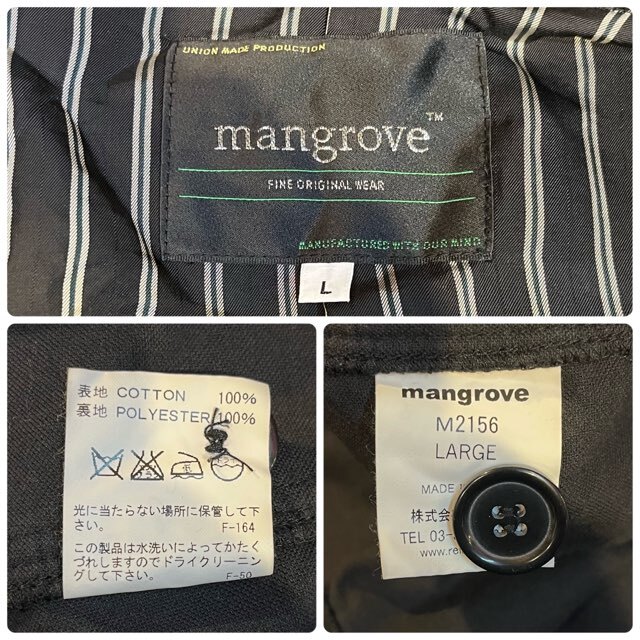 UNION MADE PRODUCTION
mangrove™
FINE ORIGINAL WEAR
MANUFACTURED WITH OUR MIND
L
表地 COTTON 100%
裏地 POLYESTER 100%
光に当たらない場所に保管して下さい。
F-164
この製品は水洗いによってかたくずれしますのでドライクリーニングして下さい。
F-50
mangrove
M2156
LARGE
MADE
株式
TEL 03-
www.re